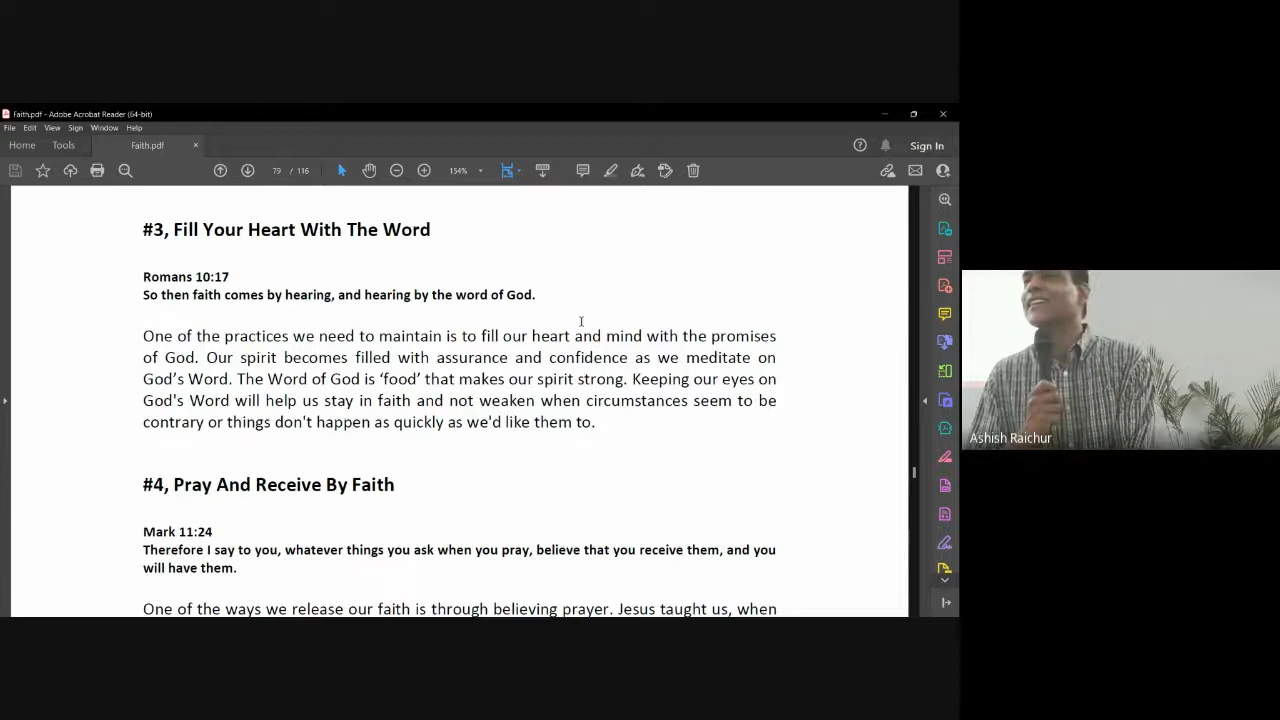 Faith.pdf - Adobe Acrobat Reader (64-bit)
File Edit View Window Help
Home Tools Faith.pdf × Sign In
79 / 116 154%
#3, Fill Your Heart With The Word
Romans 10:17
So then faith comes by hearing, and hearing by the word of God.
One of the practices we need to maintain is to fill our heart and mind with the promises
of God. Our spirit becomes filled with assurance and confidence as we meditate on
God’s Word. The Word of God is ‘food’ that makes our spirit strong. Keeping our eyes on
God's Word will help us stay in faith and not weaken when circumstances seem to be
contrary or things don't happen as quickly as we'd like them to.
#4, Pray And Receive By Faith
Mark 11:24
Therefore I say to you, whatever things you ask when you pray, believe that you receive them, and you
will have them.
One of the ways we release our faith is through believing prayer. Jesus taught us, when
Ashish Raichur